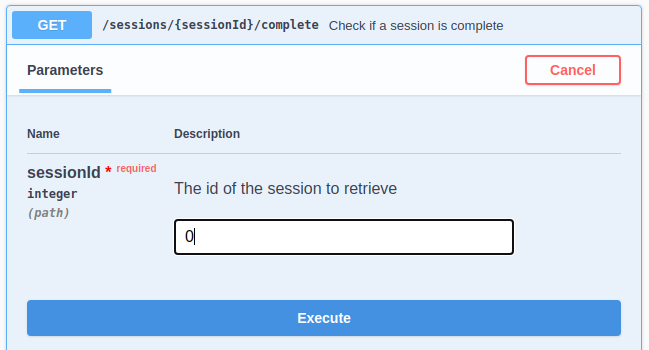 GET /sessions/{sessionId}/complete Check if a session is complete
Parameters Cancel
Name Description
sessionId * required
integer
(path)
The id of the session to retrieve
0
Execute